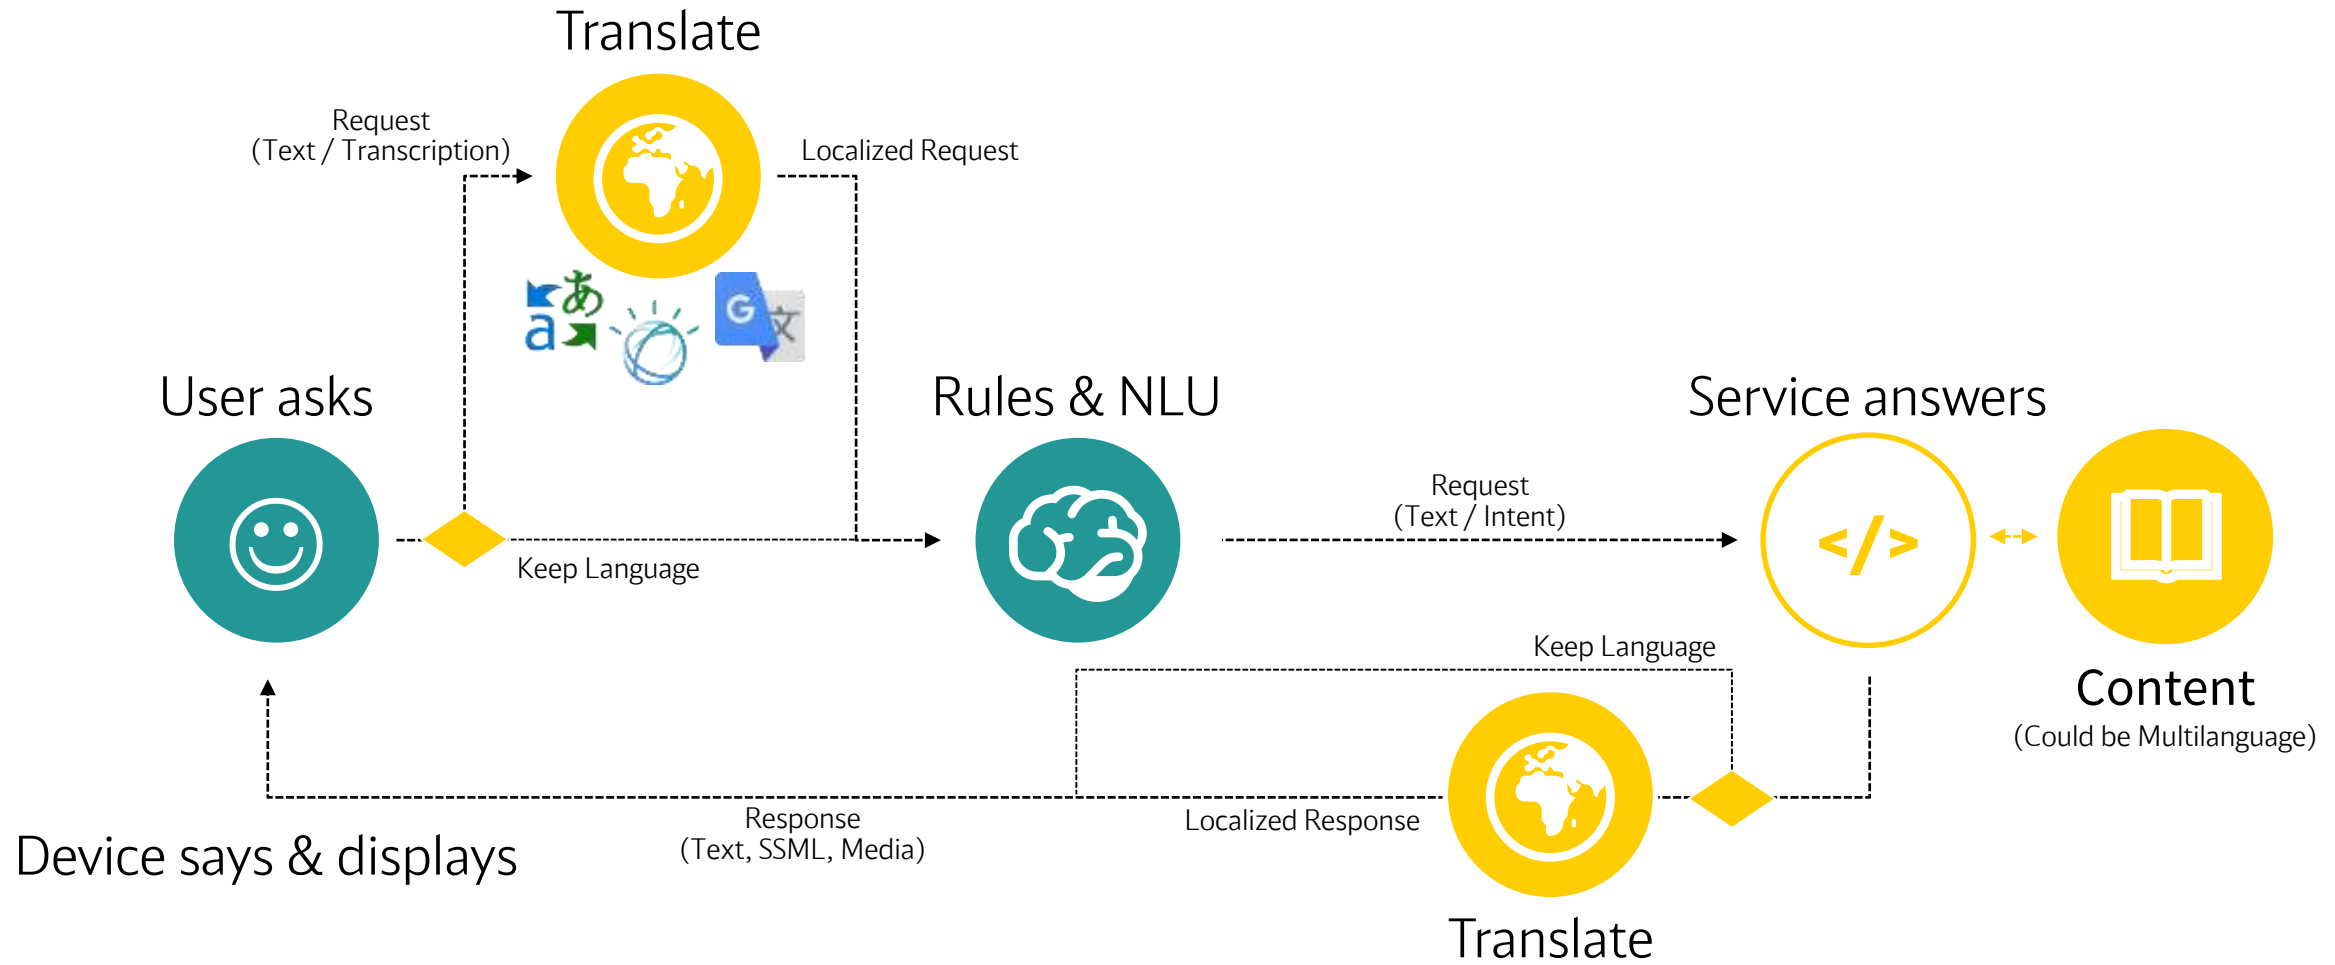 Translate
Request
(Text / Transcription)
Localized Request
あ
a
G
文
User asks
Rules & NLU
Service answers
Request
(Text / Intent)
</>
Keep Language
Keep Language
Content
(Could be Multilanguage)
Response
(Text, SSML, Media)
Localized Response
Device says & displays
Translate